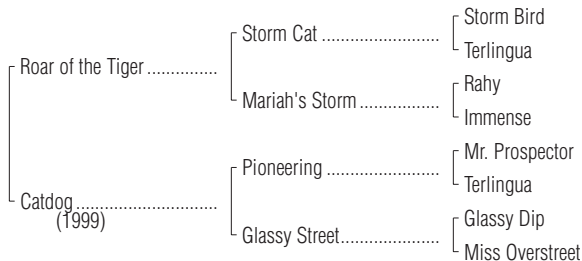 Storm Bird
Storm Cat ............................
Terlingua
Roar of the Tiger ...............
Rahy
Mariah's Storm ...................
Immense
Mr. Prospector
Pioneering ...........................
Terlingua
Catdog ..................................
(1999)
Glassy Dip
Glassy Street .......................
Miss Overstreet